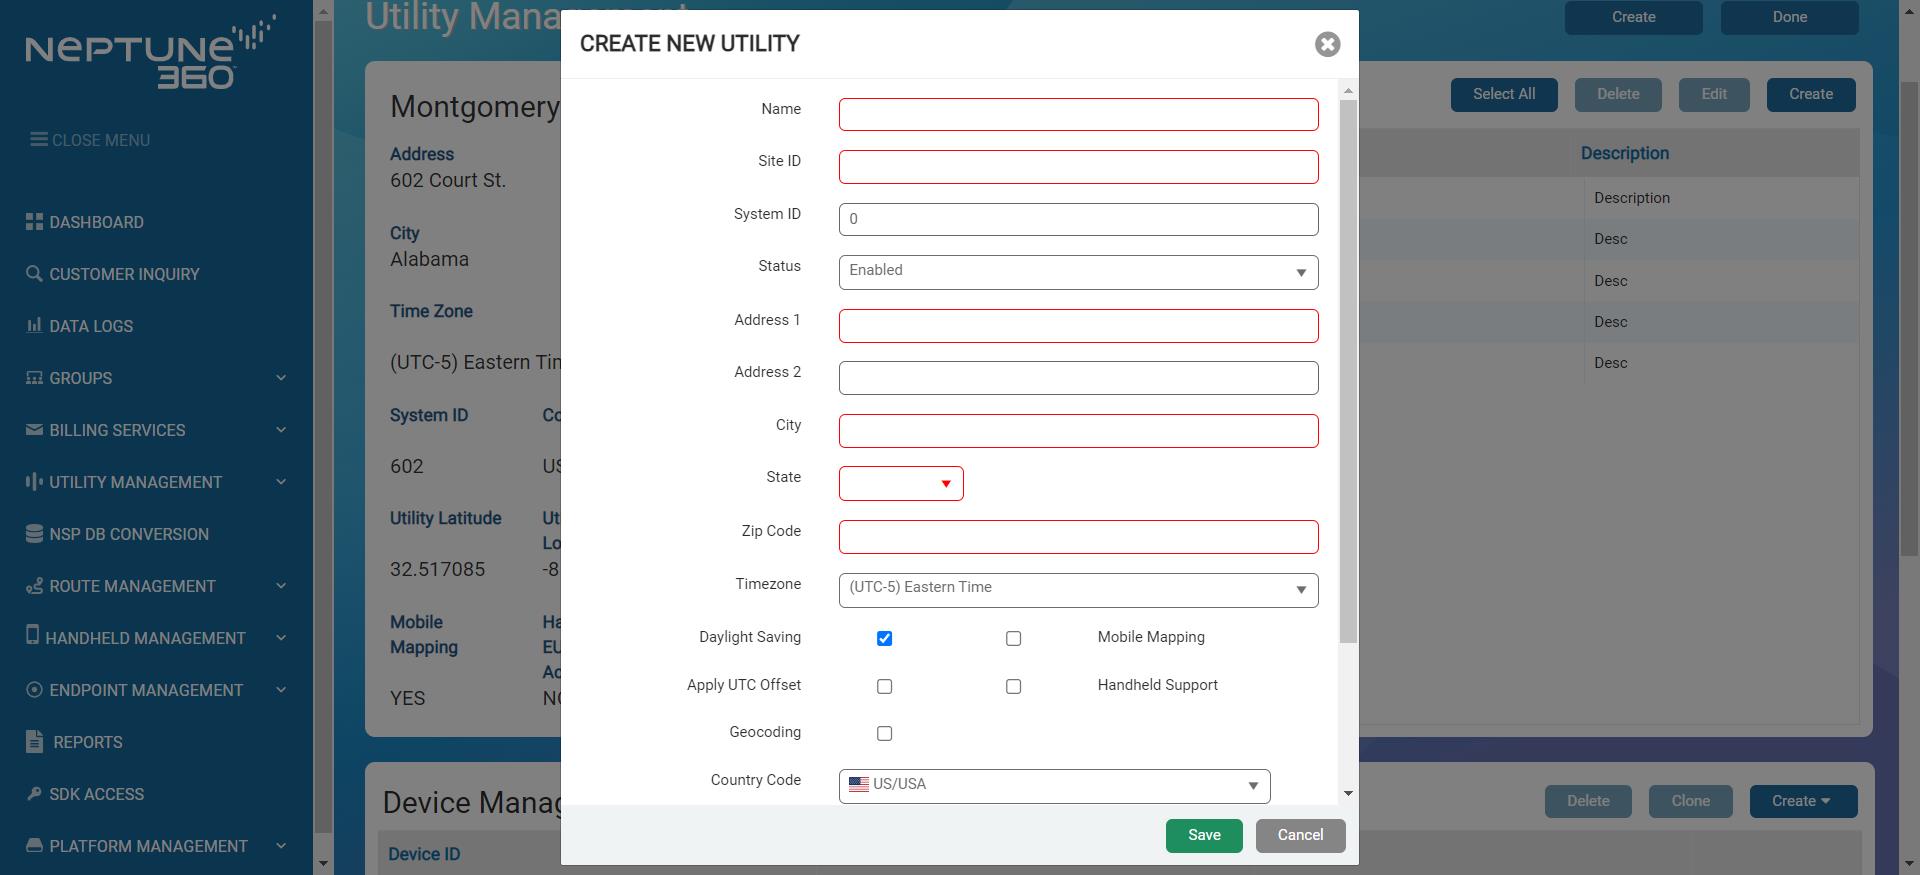 NEPTUNE
360
CLOSE MENU
DASHBOARD
CUSTOMER INQUIRY
DATA LOGS
GROUPS
BILLING SERVICES
UTILITY MANAGEMENT
NSP DB CONVERSION
ROUTE MANAGEMENT
HANDHELD MANAGEMENT
ENDPOINT MANAGEMENT
REPORTS
SDK ACCESS
PLATFORM MANAGEMENT
Utility Management
Create Done
Montgomery
Address
602 Court St.
City
Alabama
Time Zone
(UTC-5) Eastern Tim
System ID Co
602 US
Utility Latitude Ut
Lo
32.517085 -8
Mobile Ha
Mapping EU
Ac
YES NO
Select All Delete Edit Create
Description
Description
Desc
Desc
Desc
Desc
Device Manag
Delete Clone Create
Device ID
CREATE NEW UTILITY
Name
Site ID
System ID 0
Status Enabled
Address 1
Address 2
City
State
Zip Code
Timezone (UTC-5) Eastern Time
Daylight Saving Mobile Mapping
Apply UTC Offset Handheld Support
Geocoding
Country Code US/USA
Save Cancel